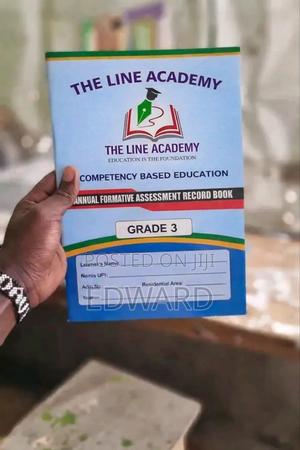 THE LINE ACADEMY
THE LINE ACADEMY
EDUCATION IS THE FOUNDATION
COMPETENCY BASED EDUCATION
ANNUAL FORMATIVE ASSESSMENT RECORD BOOK
GRADE 3
POSTED ON JIJI
Learner's Name:
Nemis UPI:
EDWARD
Adm No: Residential Area: